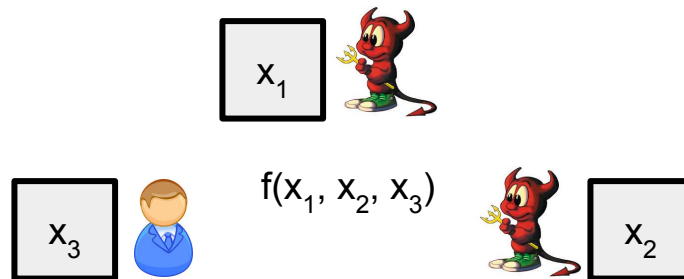 x₁
f(x₁, x₂, x₃)
x₃
x₂